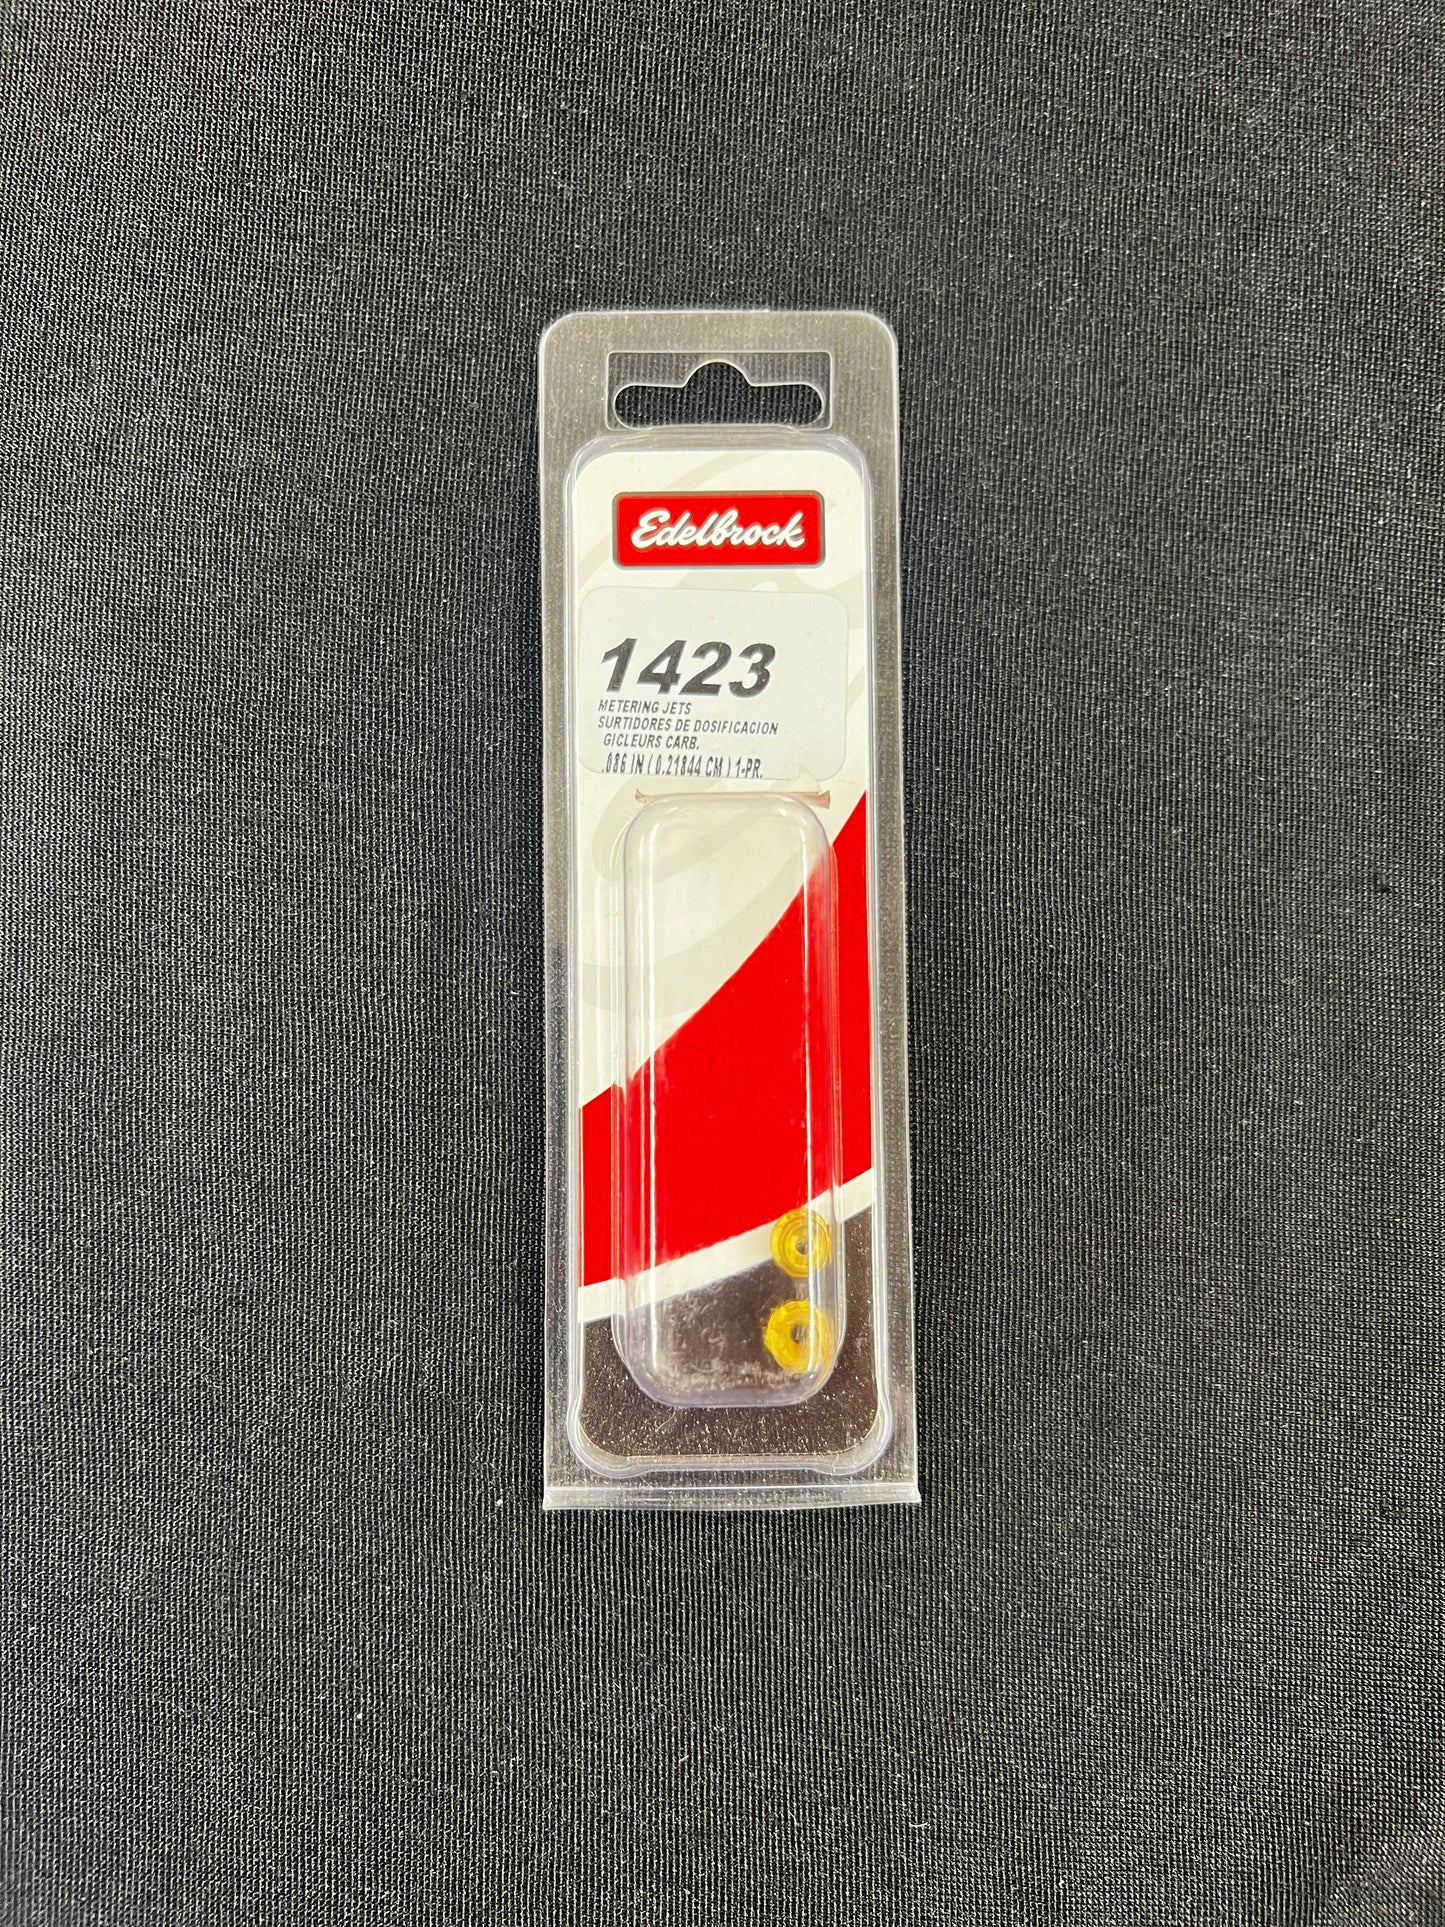 Edelbrock
1423
METERING JETS
SURTIDORES DE DOSIFICACION
GICLEURS CARB.
.086 IN ( 0.21844 CM ) 1-PR.